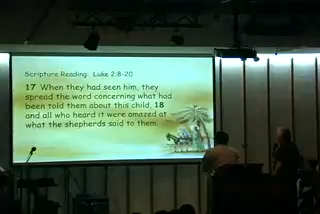 Scripture Reading: Luke 2:8-20
17 When they had seen him, they
spread the word concerning what had
been told them about this child, 18
and all who heard it were amazed at
what the shepherds said to them.